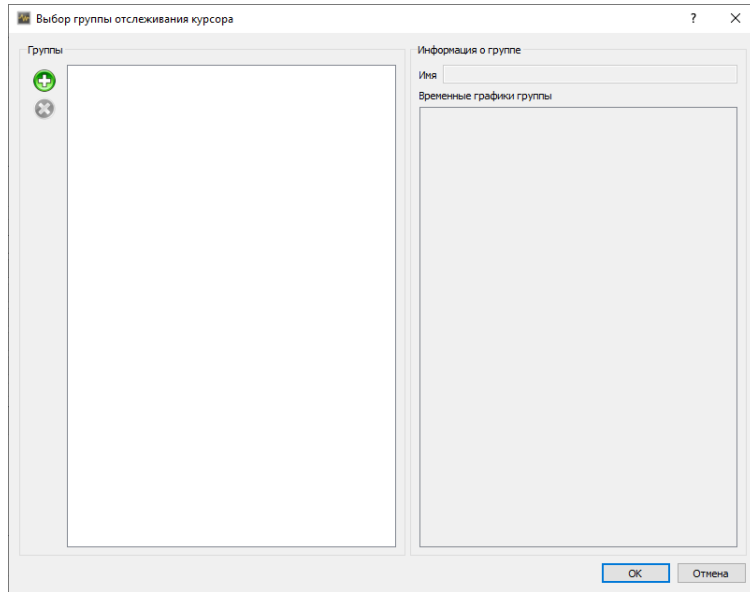 Выбор группы отслеживания курсора
?
Группы
Информация о группе
Имя
Временные графики группы
OK
Отмена